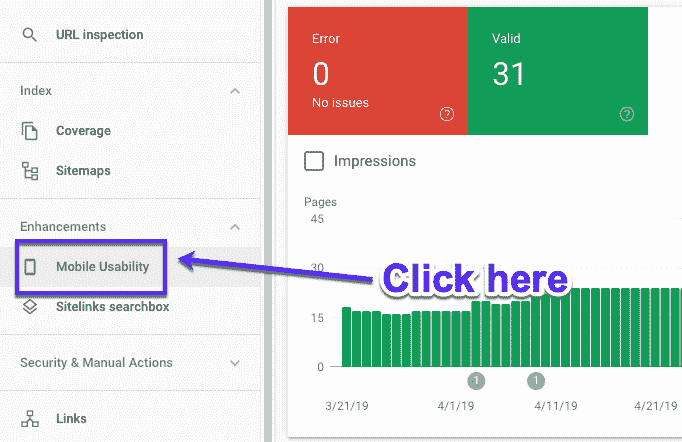 URL inspection
Index
Coverage
Sitemaps
Enhancements
Mobile Usability
Sitelinks searchbox
Security & Manual Actions
Links
Error
0
No issues
?
Valid
31
?
Impressions
Pages
45
30
15
0
Click here
1
1
3/21/19
4/1/19
4/11/19
4/21/19